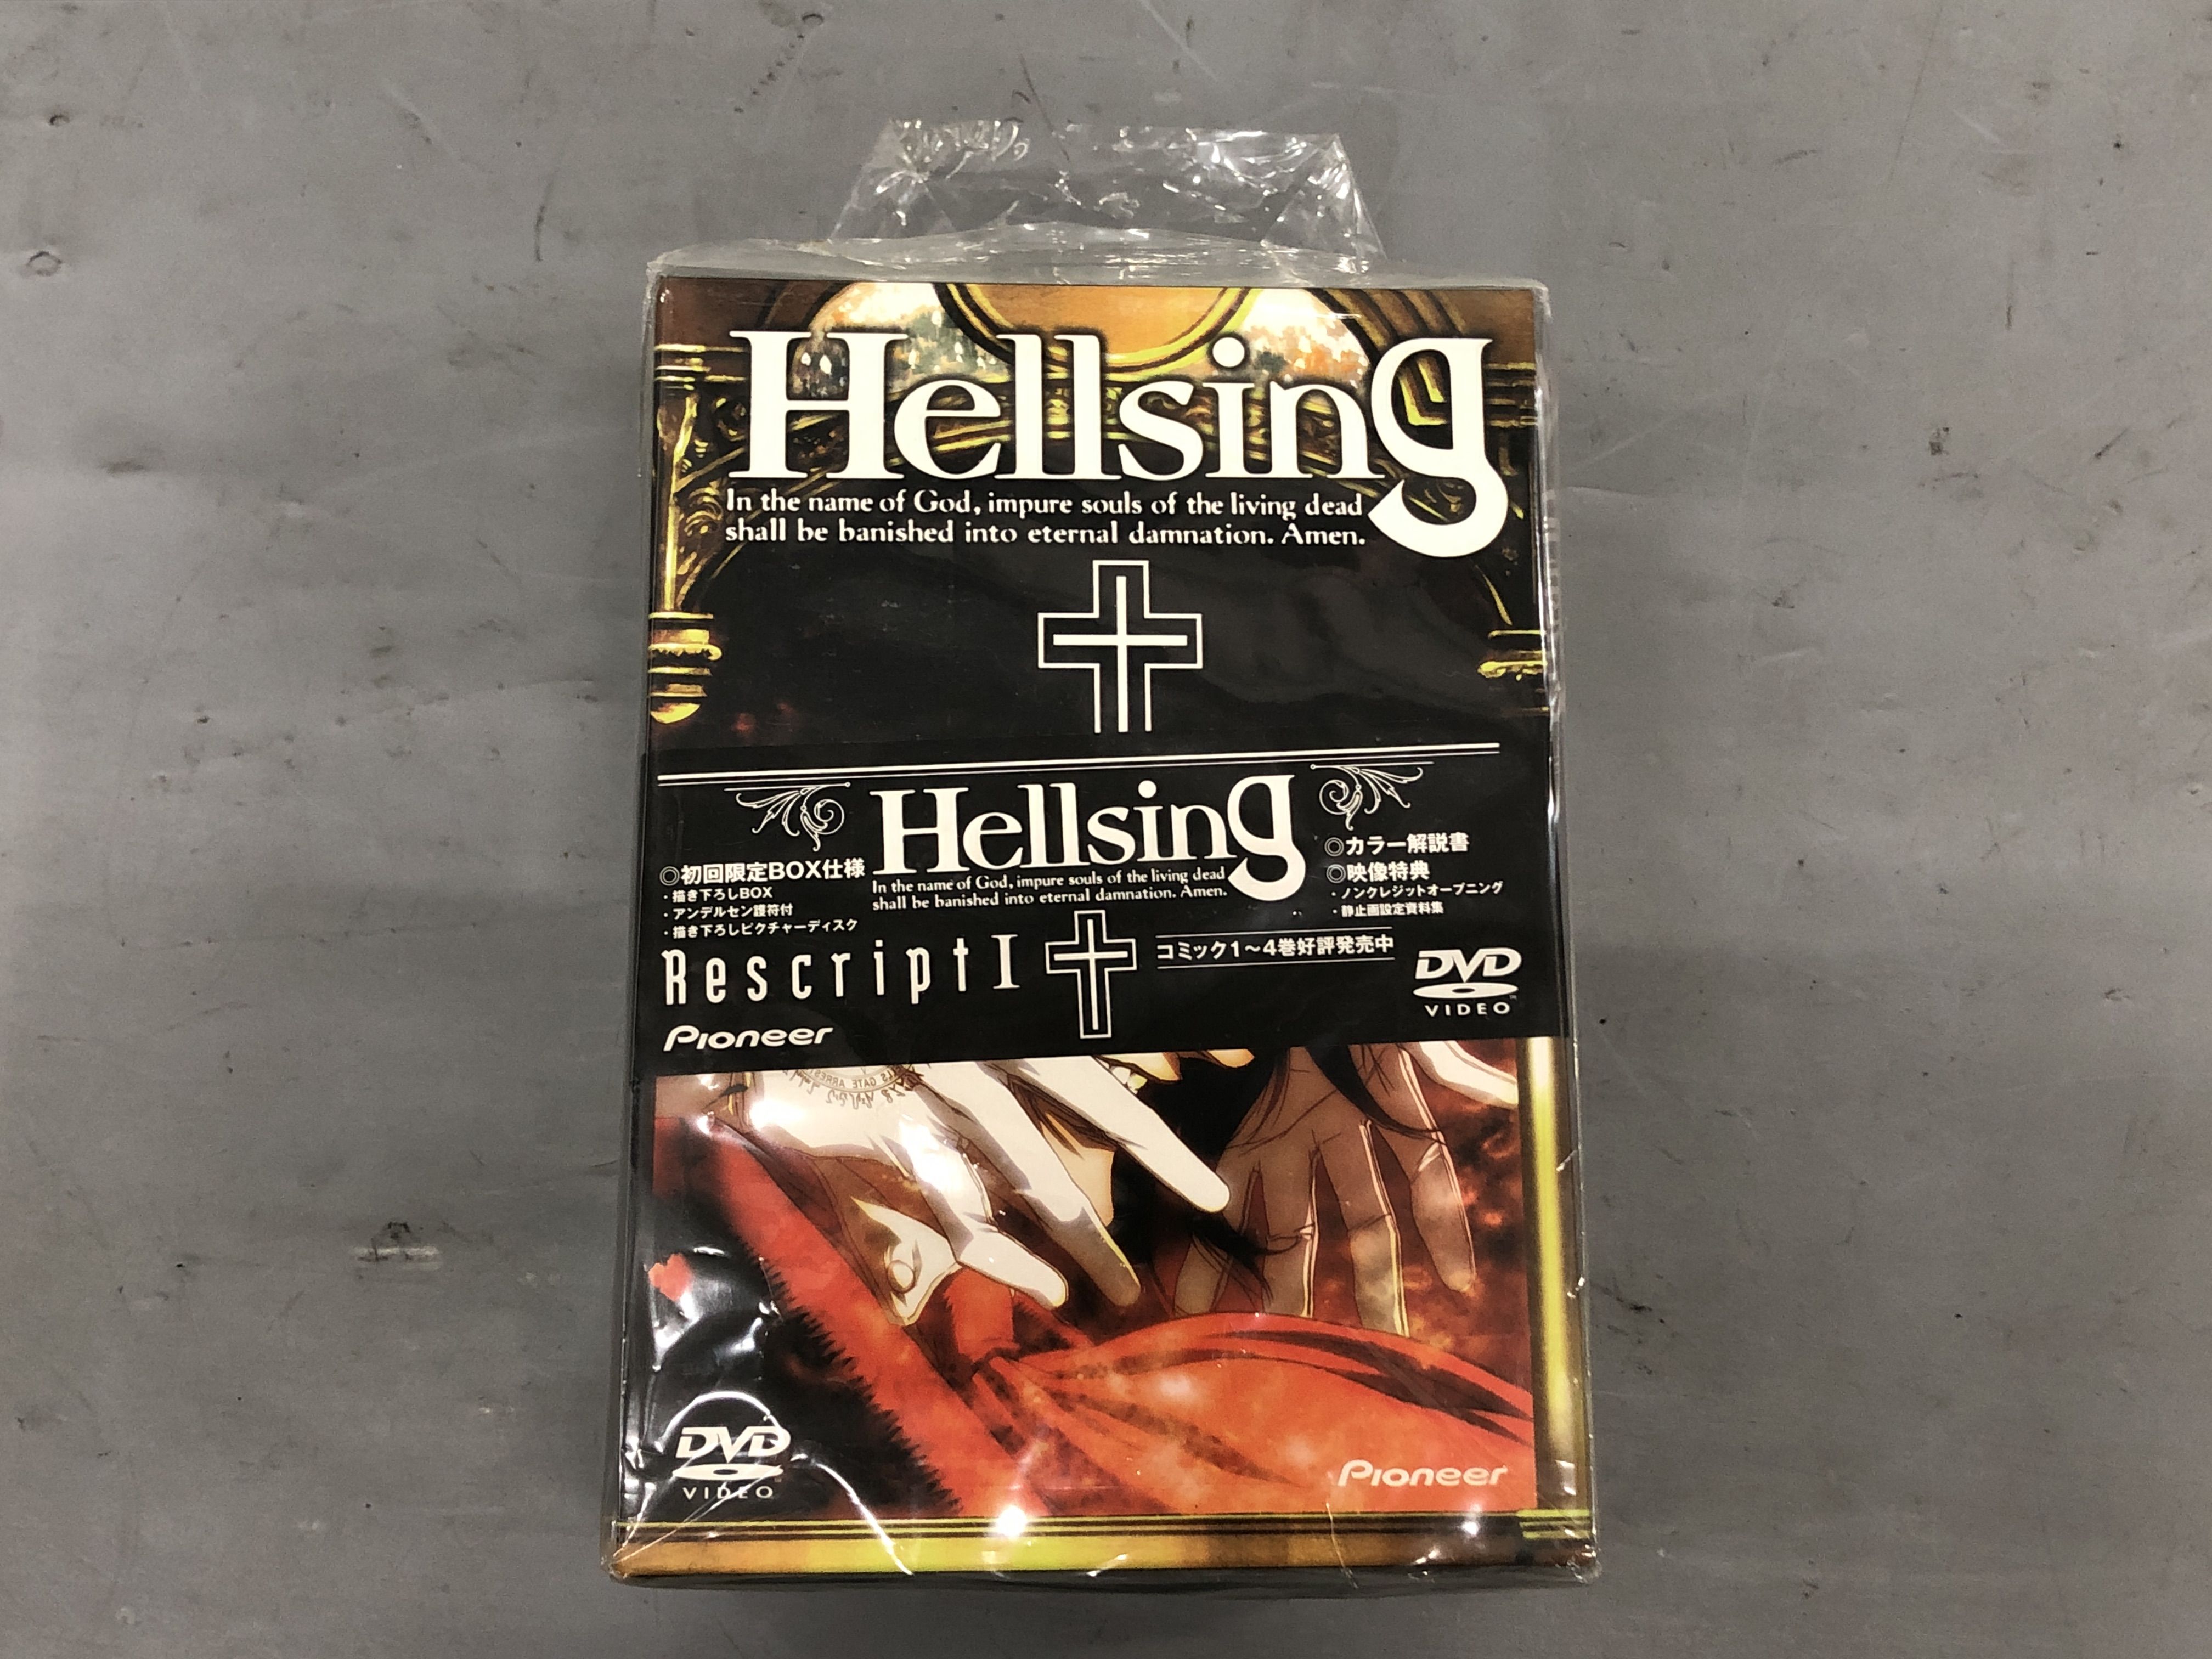 Hellsing
In the name of God, impure souls of the living dead
shall be banished into eternal damnation. Amen.
Hellsing
In the name of God, impure souls of the living dead
shall be banished into eternal damnation. Amen.
◎初回限定BOX仕様
・描き下ろしBOX
・アンデルセン護符付
・描き下ろしピクチャーディスク
◎カラー解説書
◎映像特典
・ノンクレジットオープニング
・静止画設定資料集
Rescript I
コミック1〜4巻好評発売中
DVD
VIDEO
Pioneer
GATE
DVD
VIDEO
Pioneer